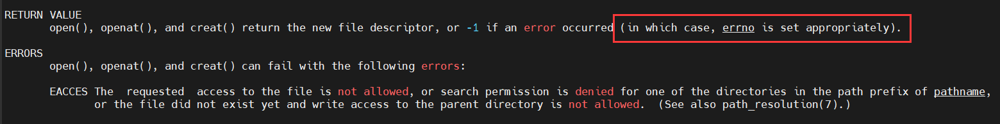 RETURN VALUE
open(), openat(), and creat() return the new file descriptor, or -1 if an error occurred (in which case, errno is set appropriately).
ERRORS
open(), openat(), and creat() can fail with the following errors:
EACCES The  requested  access to the file is not allowed, or search permission is denied for one of the directories in the path prefix of pathname,
or the file did not exist yet and write access to the parent directory is not allowed.  (See also path_resolution(7).)